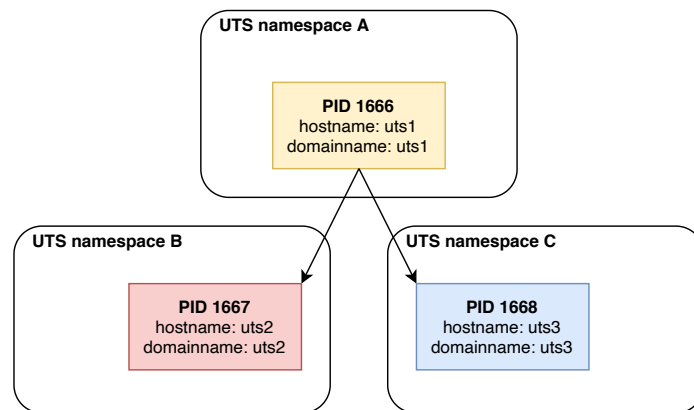 UTS namespace A
PID 1666
hostname: uts1
domainname: uts1
UTS namespace B
PID 1667
hostname: uts2
domainname: uts2
UTS namespace C
PID 1668
hostname: uts3
domainname: uts3